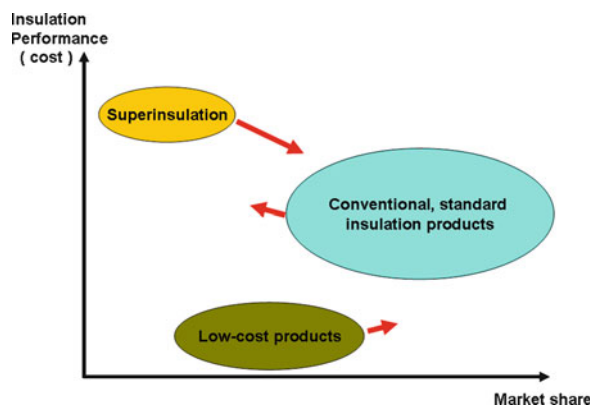 Insulation
Performance
( cost )
Superinsulation
Conventional, standard
insulation products
Low-cost products
Market share